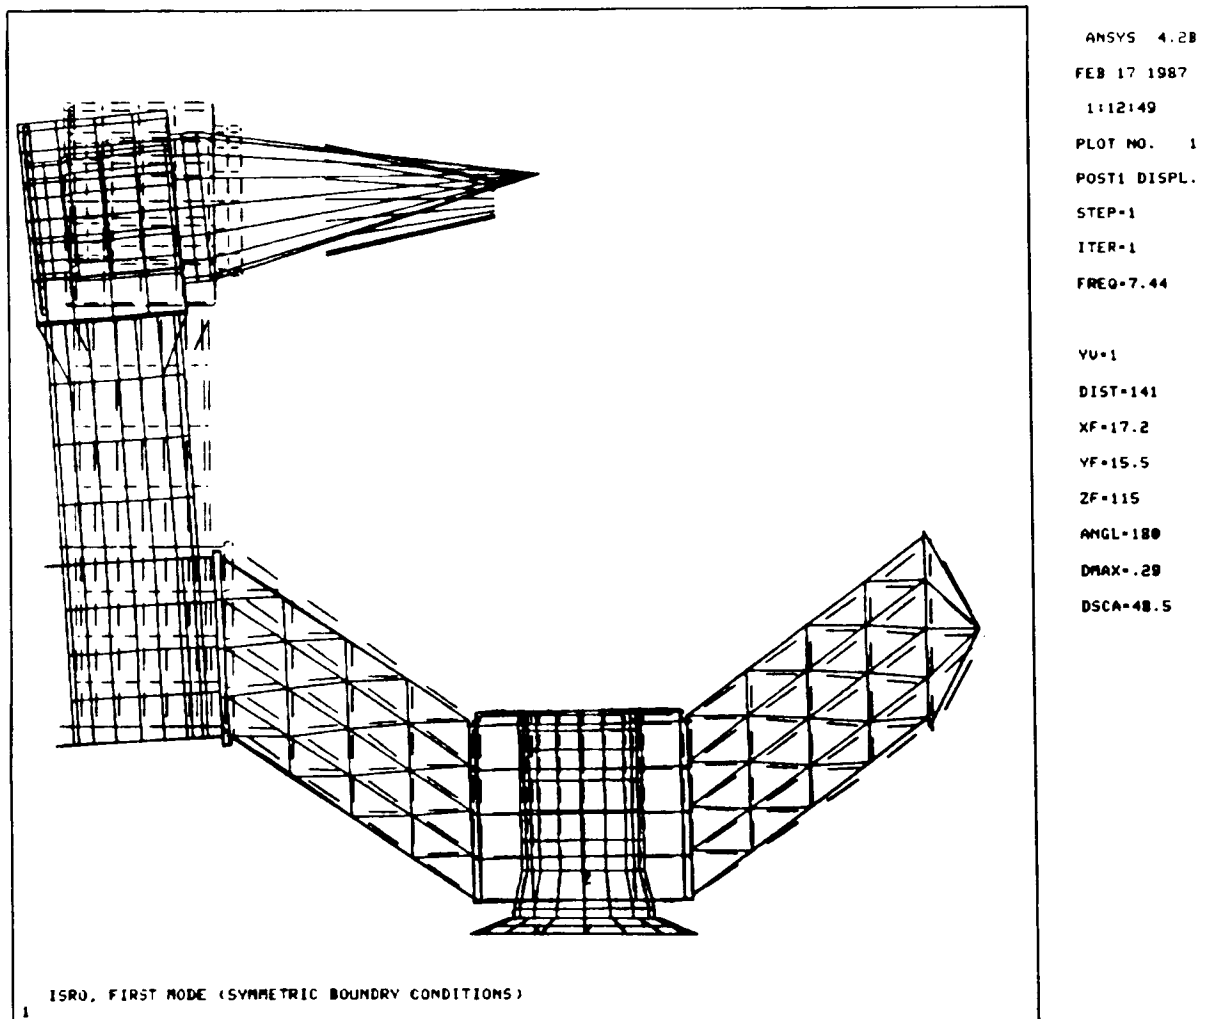 ANSYS 4.2B
FEB 17 1987
1:12:49
PLOT NO. 1
POST1 DISPL.
STEP=1
ITER=1
FREQ=7.44
YV=1
DIST=141
XF=17.2
YF=15.5
ZF=115
ANGL=180
DMAX=.29
DSCA=48.5
Z
ISRO, FIRST MODE (SYMMETRIC BOUNDRY CONDITIONS)
1